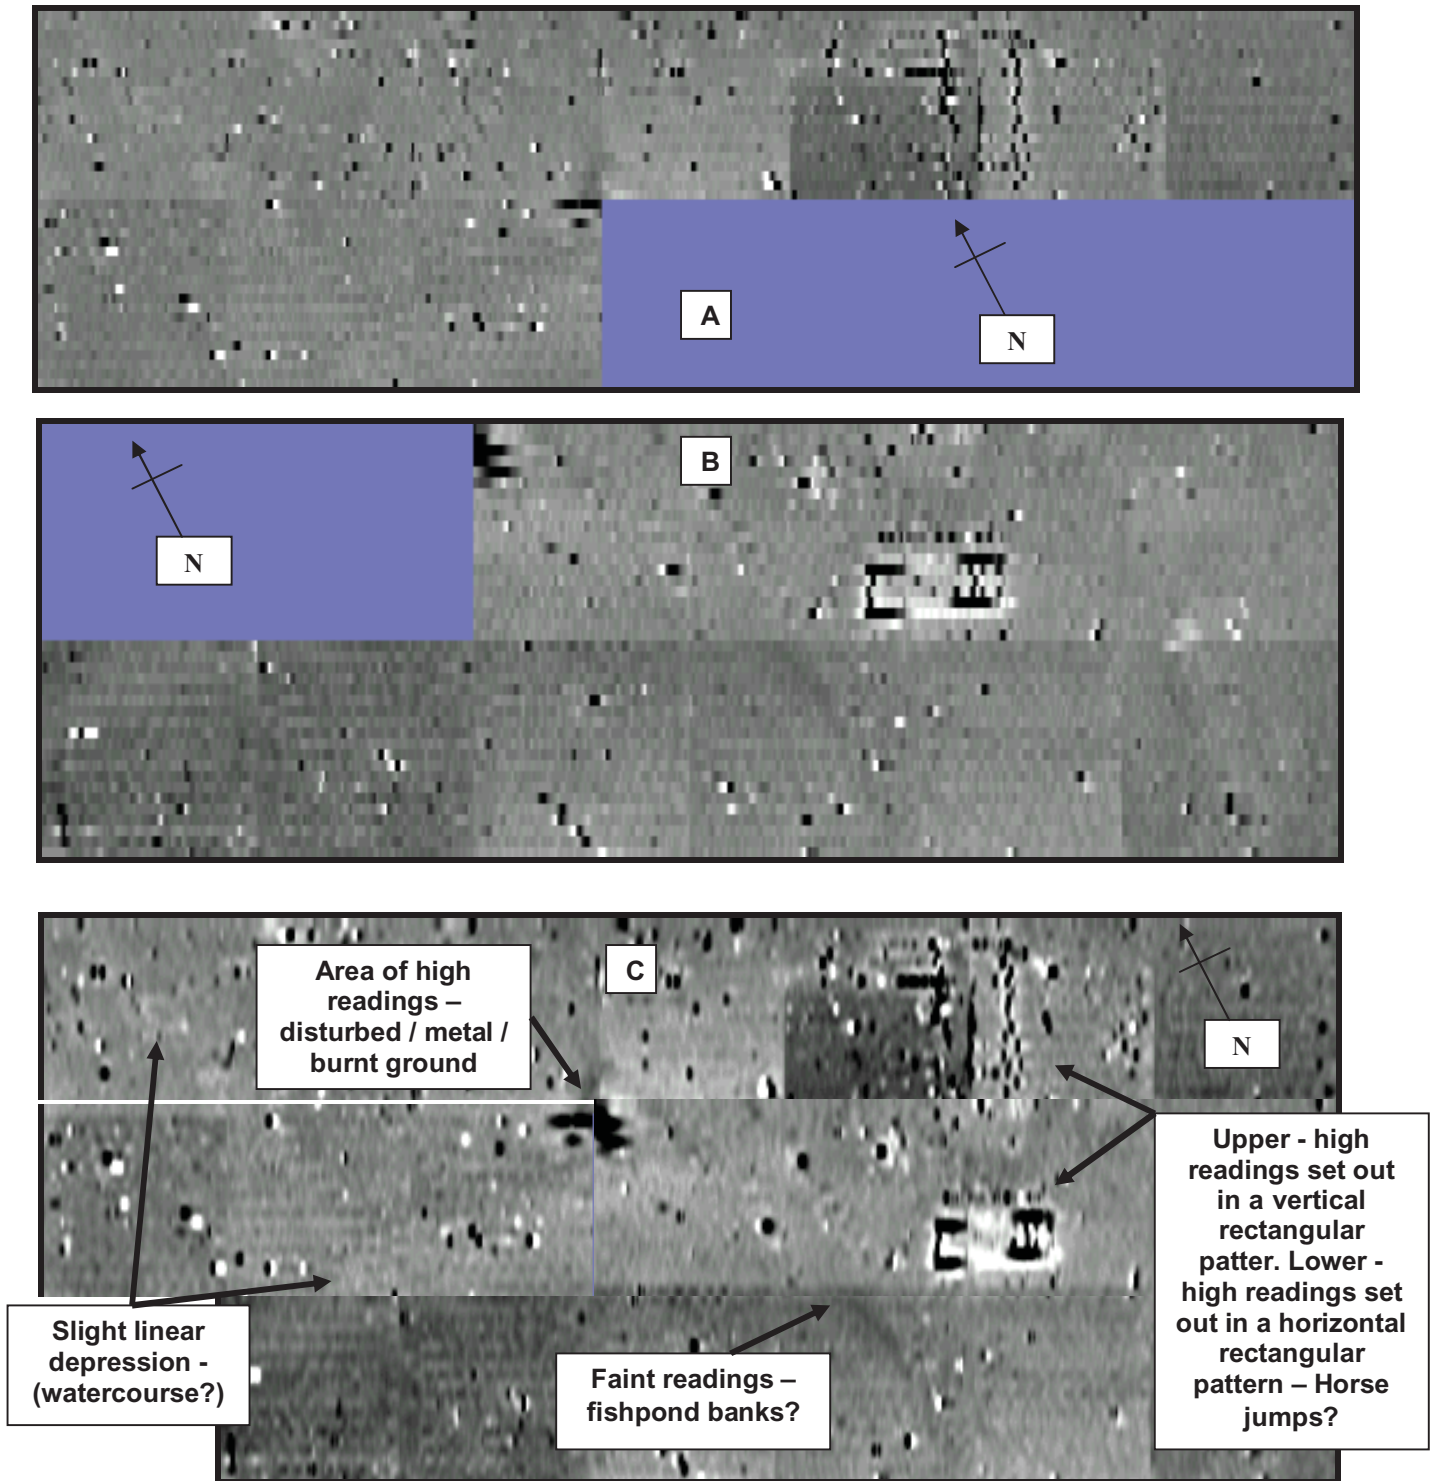 A
N
B
N
C
Area of high
readings –
disturbed / metal /
burnt ground
N
Upper - high
readings set out
in a vertical
rectangular
patter. Lower -
high readings set
out in a horizontal
rectangular
pattern – Horse
jumps?
Slight linear
depression -
(watercourse?)
Faint readings –
fishpond banks?